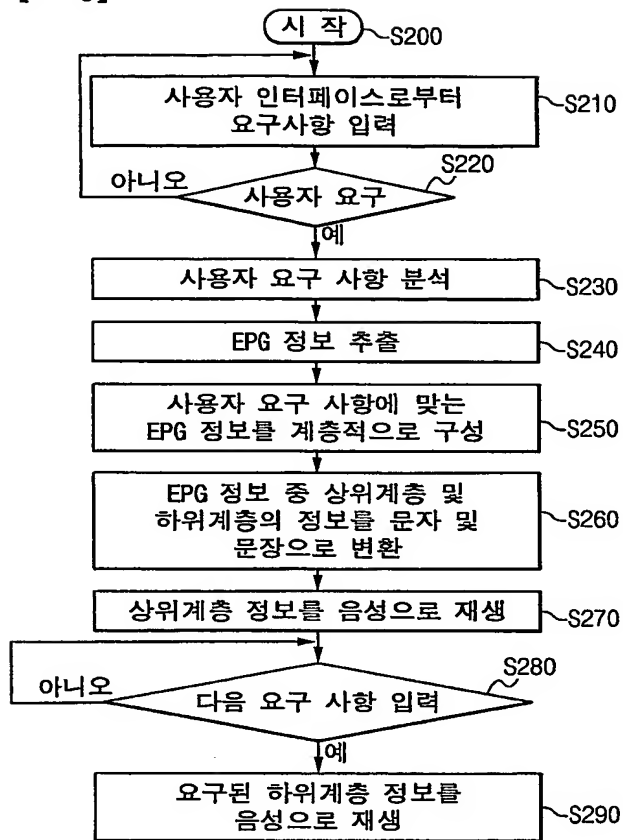 시 작
S200
사용자 인터페이스로부터
요구사항 입력
S210
S220
아니오
사용자 요구
예
사용자 요구 사항 분석
S230
EPG 정보 추출
S240
사용자 요구 사항에 맞는
EPG 정보를 계층적으로 구성
S250
EPG 정보 중 상위계층 및
하위계층의 정보를 문자 및
문장으로 변환
S260
상위계층 정보를 음성으로 재생
S270
S280
아니오
다음 요구 사항 입력
예
요구된 하위계층 정보를
음성으로 재생
S290